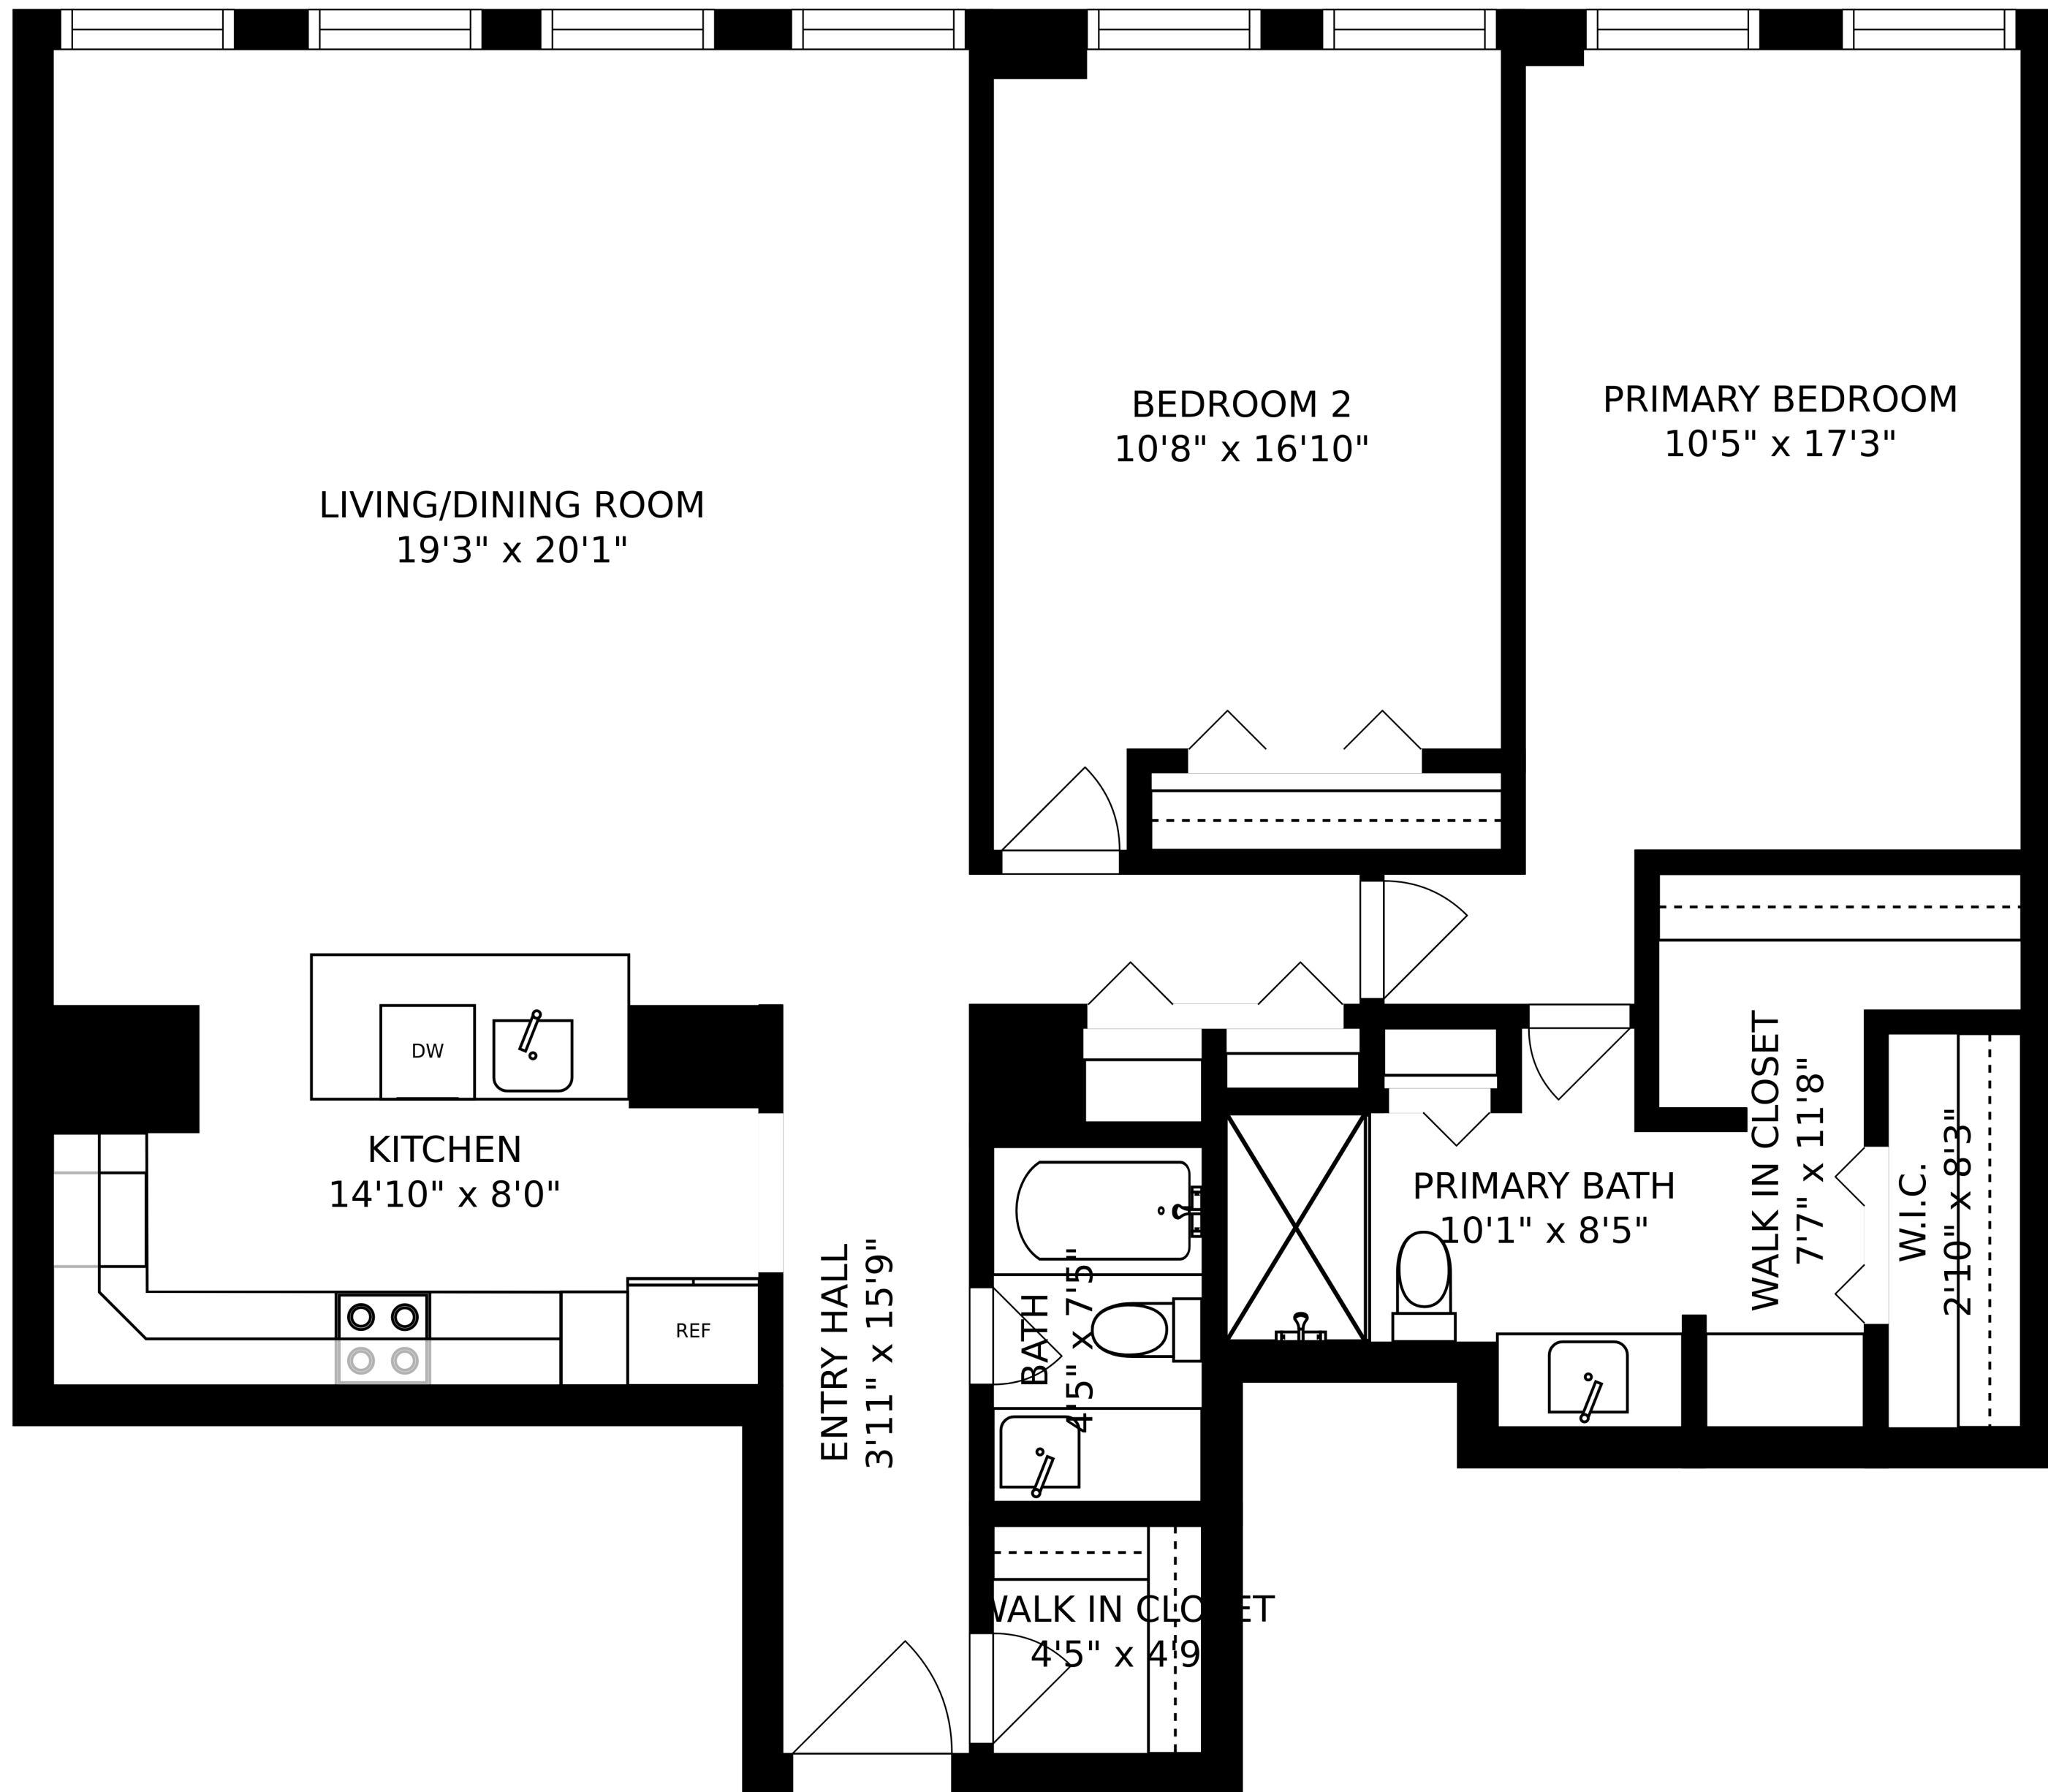 LIVING/DINING ROOM
19'3" x 20'1"
BEDROOM 2
10'8" x 16'10"
PRIMARY BEDROOM
10'5" x 17'3"
DW
KITCHEN
14'10" x 8'0"
REF
ENTRY HALL
3'11" x 15'9"
BATH
4'5" x 7'5"
PRIMARY BATH
10'1" x 8'5"
WALK IN CLOSET
7'7" x 11'8"
W.I.C.
2'10" x 8'3"
WALK IN CLOSET
4'5" x 4'9